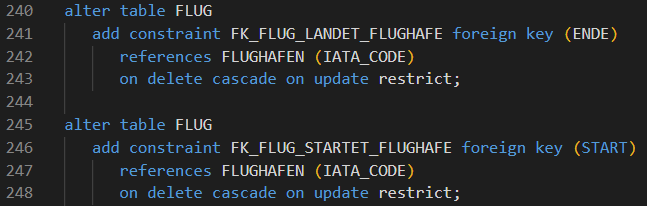 240 alter table FLUG
241 add constraint FK_FLUG_LANDET_FLUGHAFE foreign key (ENDE)
242 references FLUGHAFEN (IATA_CODE)
243 on delete cascade on update restrict;
244
245 alter table FLUG
246 add constraint FK_FLUG_STARTET_FLUGHAFE foreign key (START)
247 references FLUGHAFEN (IATA_CODE)
248 on delete cascade on update restrict;